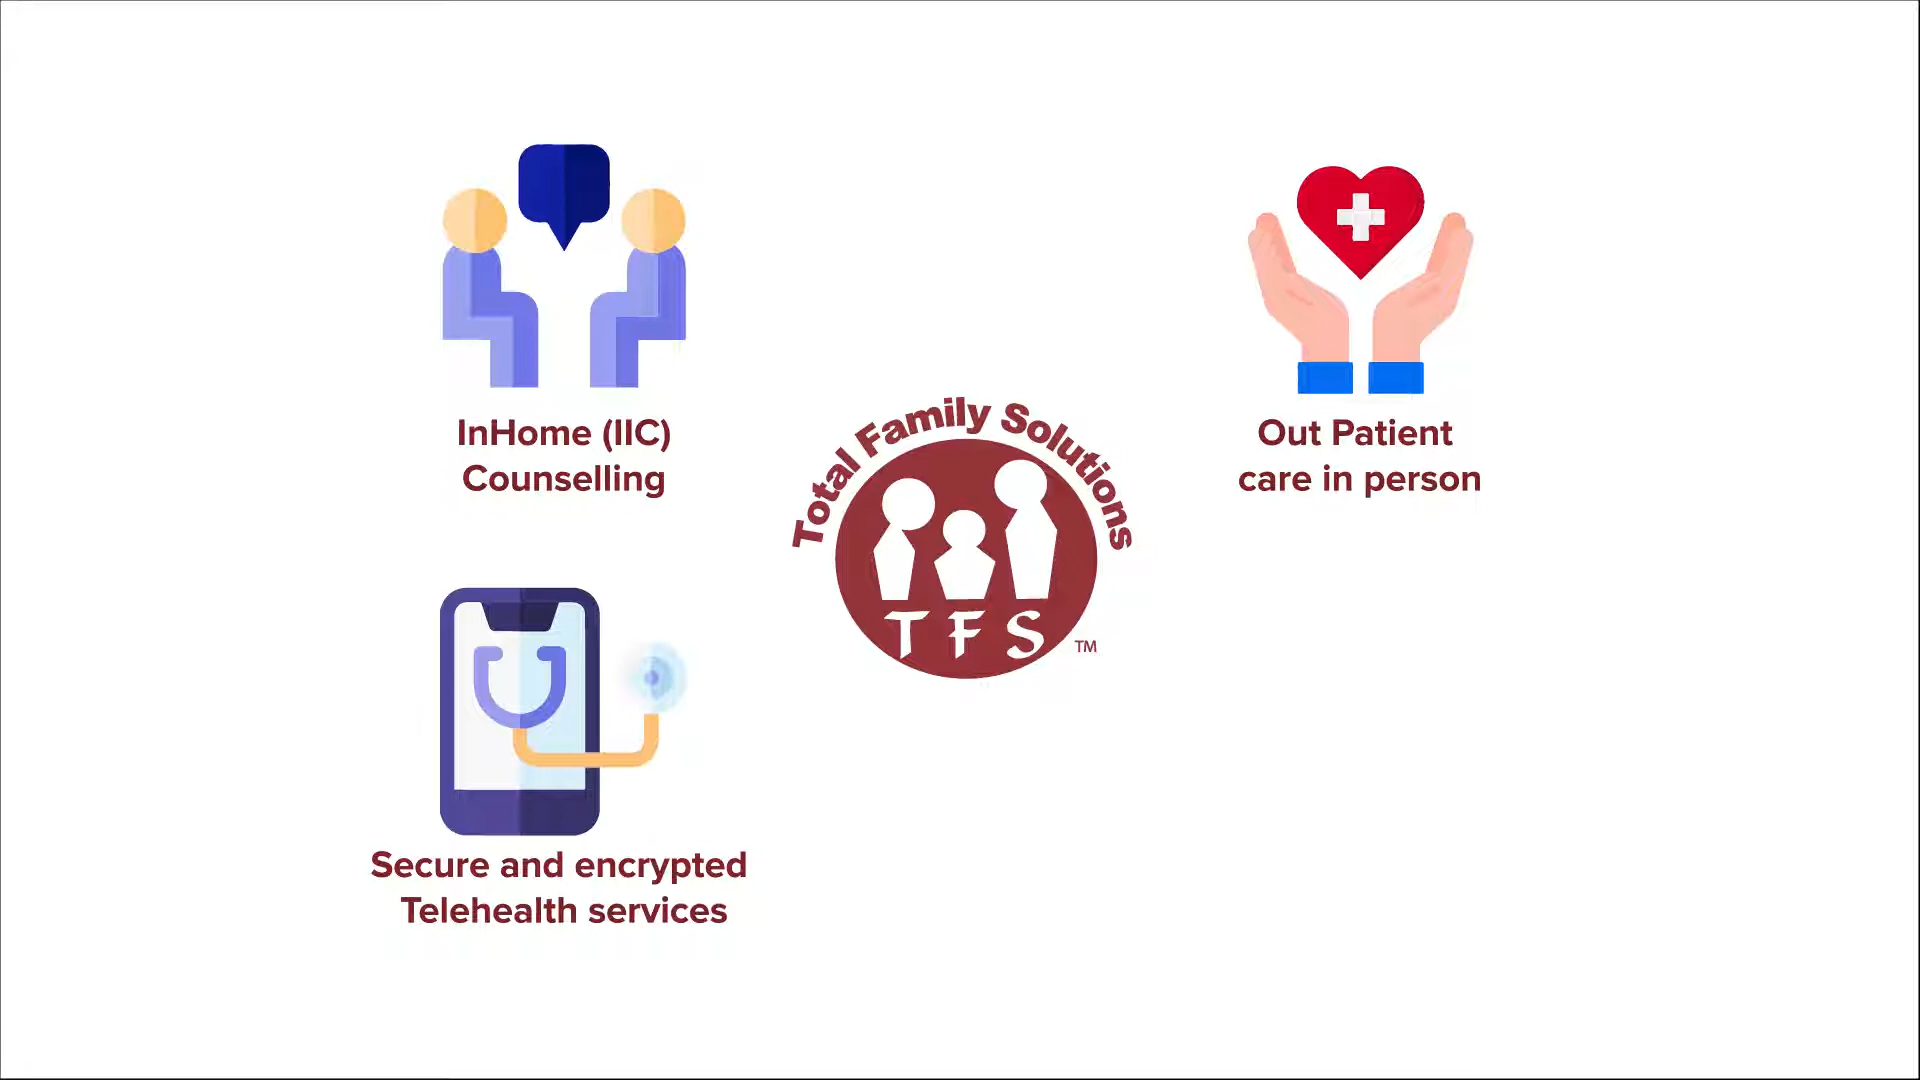 InHome (IIC)
Counselling
Out Patient
care in person
Total Family Solutions
TFS
TM
Secure and encrypted
Telehealth services